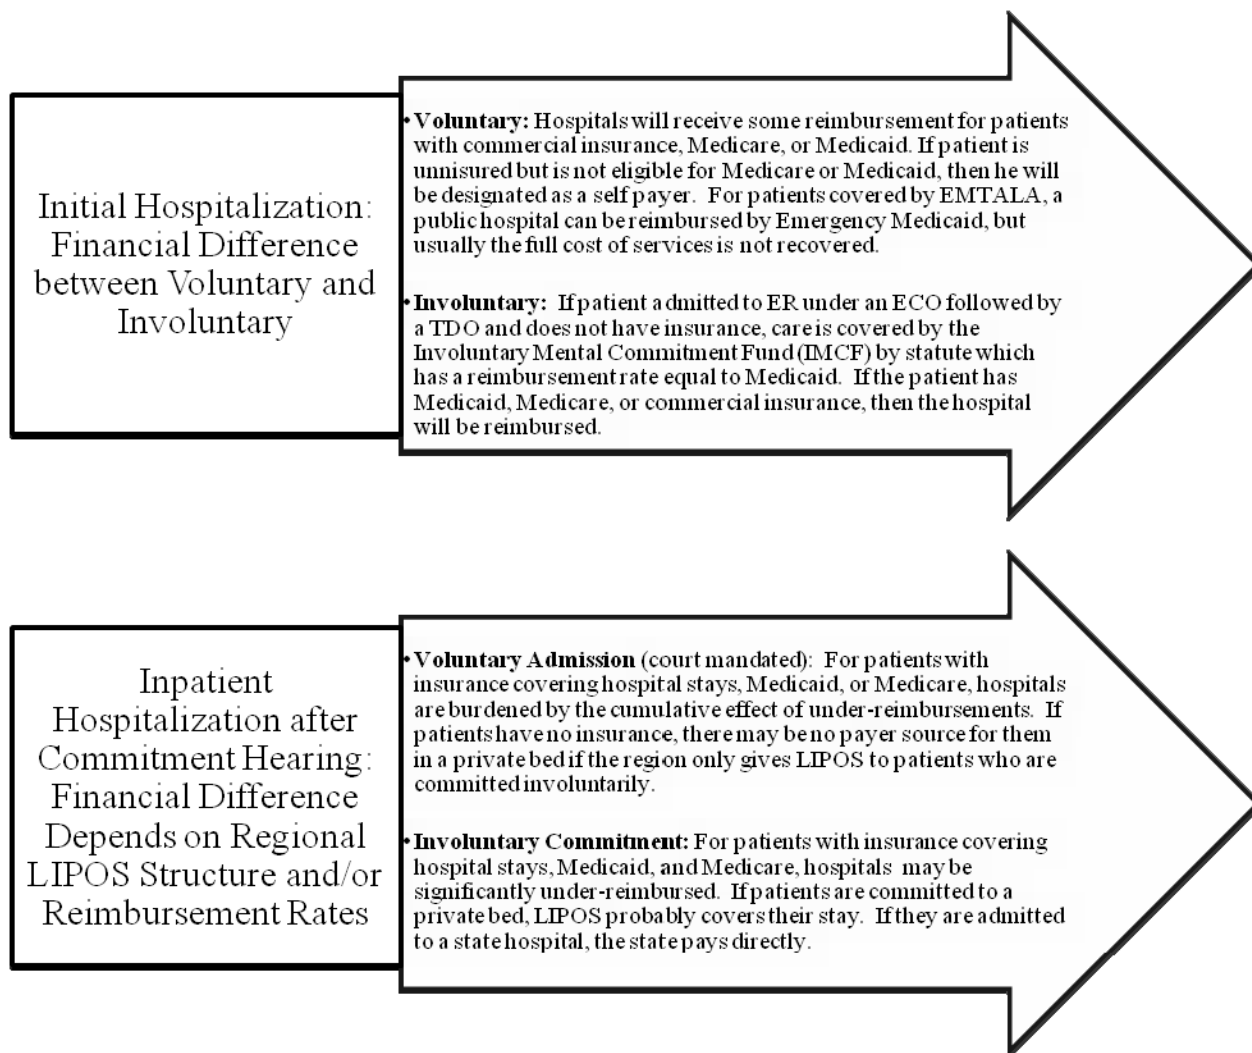 Initial Hospitalization:
Financial Difference
between Voluntary and
Involuntary
• Voluntary: Hospitals will receive some reimbursement for patients
with commercial insurance, Medicare, or Medicaid. If patient is
unnisured but is not eligible for Medicare or Medicaid, then he will
be designated as a self payer. For patients covered by EMTALA, a
public hospital can be reimbursed by Emergency Medicaid, but
usually the full cost of services is not recovered.
• Involuntary: If patient admitted to ER under an ECO followed by
a TDO and does not have insurance, care is covered by the
Involuntary Mental Commitment Fund (IMCF) by statute which
has a reimbursement rate equal to Medicaid. If the patient has
Medicaid, Medicare, or commercial insurance, then the hospital
will be reimbursed.
Inpatient
Hospitalization after
Commitment Hearing:
Financial Difference
Depends on Regional
LIPOS Structure and/or
Reimbursement Rates
• Voluntary Admission (court mandated): For patients with
insurance covering hospital stays, Medicaid, or Medicare, hospitals
are burdened by the cumulative effect of under-reimbursements. If
patients have no insurance, there may be no payer source for them
in a private bed if the region only gives LIPOS to patients who are
committed involuntarily.
• Involuntary Commitment: For patients with insurance covering
hospital stays, Medicaid, and Medicare, hospitals may be
significantly under-reimbursed. If patients are committed to a
private bed, LIPOS probably covers their stay. If they are admitted
to a state hospital, the state pays directly.